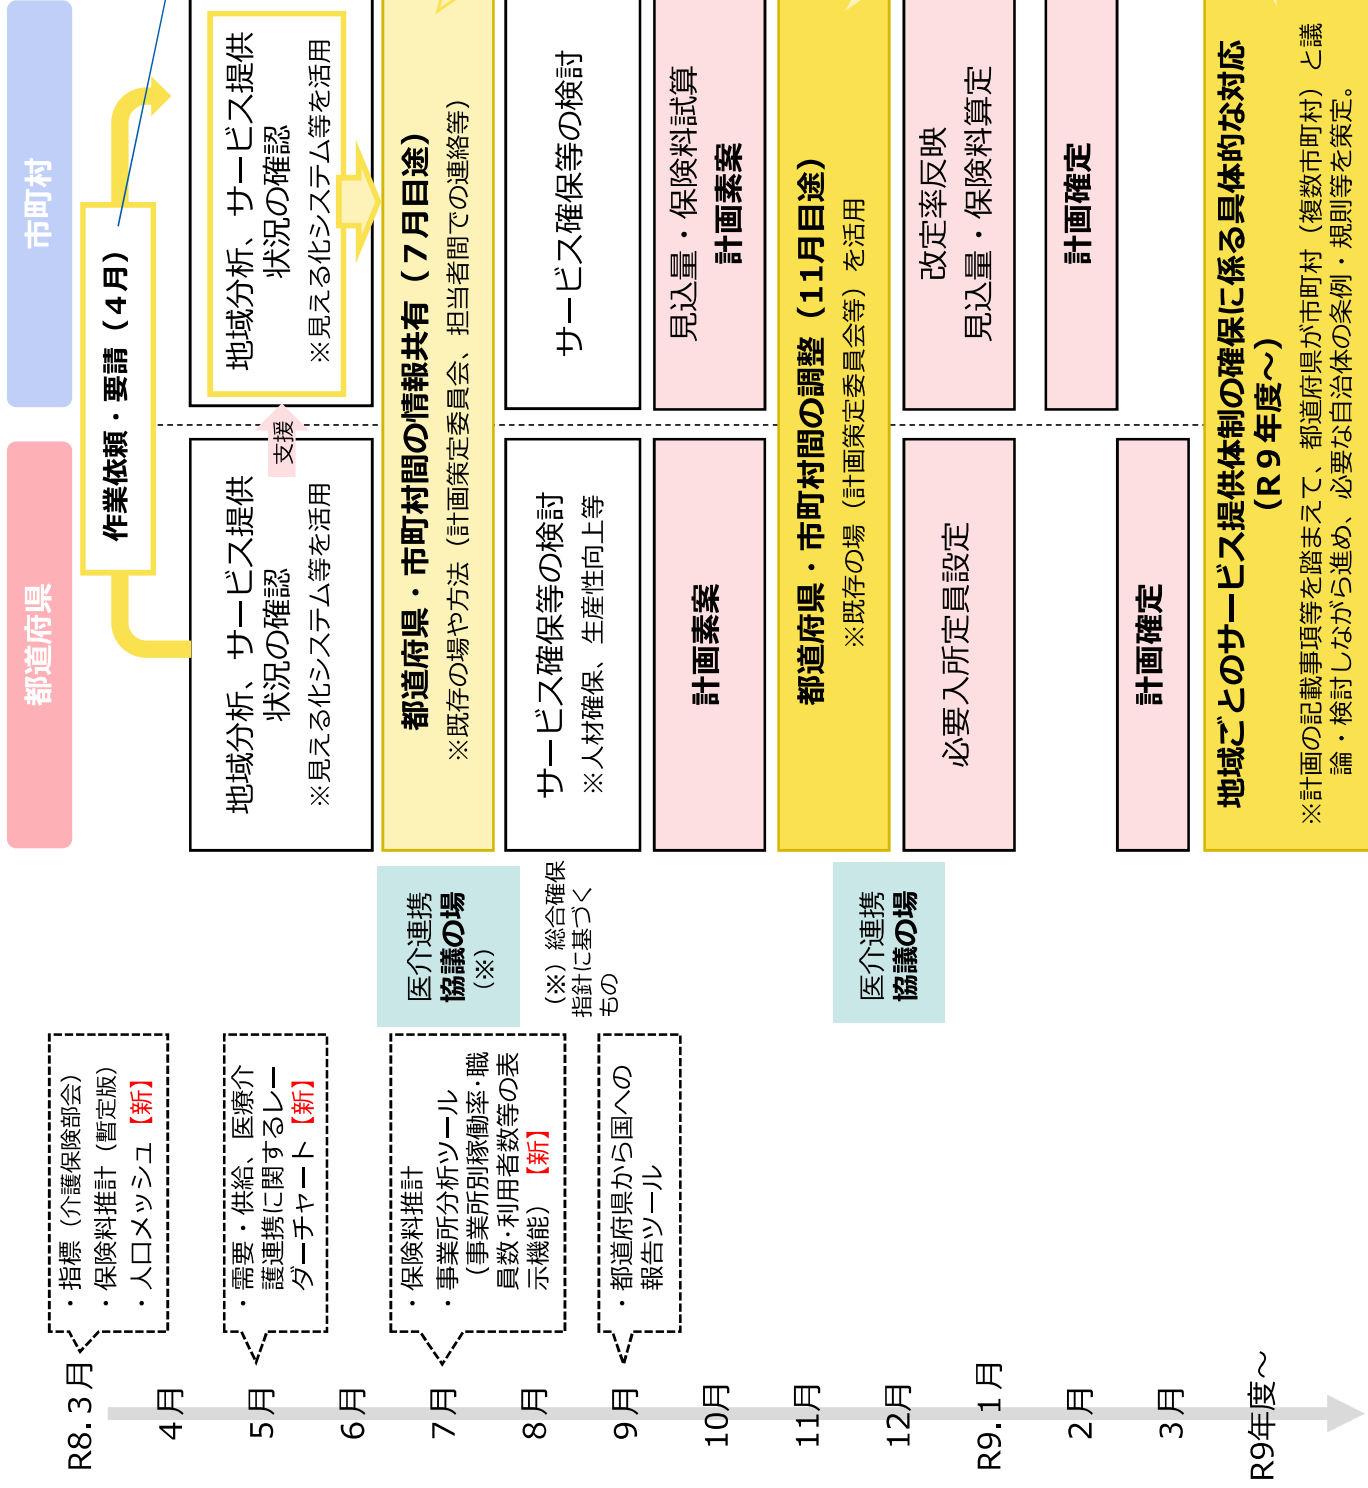 R8. 3月
4月
5月
6月
7月
8月
9月
10月
11月
12月
R9. 1月
2月
3月
R9年度～
・指標（介護保険部会）
・保険料推計（暫定版）
・人口メッシュ【新】
・需要・供給、医療介
護連携に関するレー
ダーチャート【新】
・保険料推計
・事業所分析ツール
（事業所別稼働率･職
員数･利用者数等の表
示機能）【新】
・都道府県から国への
報告ツール
医介連携
協議の場
（※）
（※）総合確保
指針に基づく
もの
医介連携
協議の場
都道府県
市町村
作業依頼・要請（４月）
地域分析、サービス提供
状況の確認
※見える化システム等を活用
支援
地域分析、サービス提供
状況の確認
※見える化システム等を活用
都道府県・市町村間の情報共有（７月目途）
※既存の場や方法（計画策定委員会、担当者間での連絡等）
サービス確保等の検討
※人材確保、生産性向上等
サービス確保等の検討
計画素案
見込量・保険料試算
計画素案
都道府県・市町村間の調整（11月目途）
※既存の場（計画策定委員会等）を活用
必要入所定員設定
改定率反映
見込量・保険料算定
計画確定
計画確定
地域ごとのサービス提供体制の確保に係る具体的な対応
（R９年度～）
※計画の記載事項等を踏まえて、都道府県が市町村（複数市町村）と議
論・検討しながら進め、必要な自治体の条例・規則等を策定。